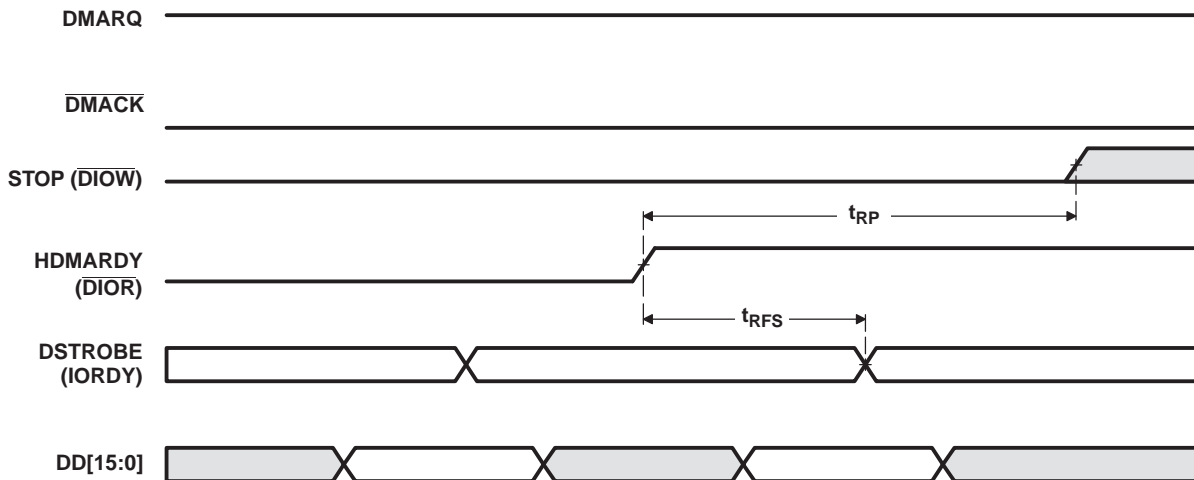 DMARQ
DMACK
STOP (DIOW)
tRP
HDMARDY
(DIOR)
tRFS
DSTROBE
(IORDY)
DD[15:0]